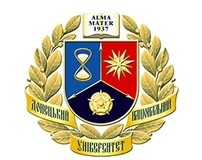 ALMA
MATER
1937
ДОНЕЦЬКИЙ
НАЦІОНАЛЬНИЙ
УНІВЕРСИТЕТ